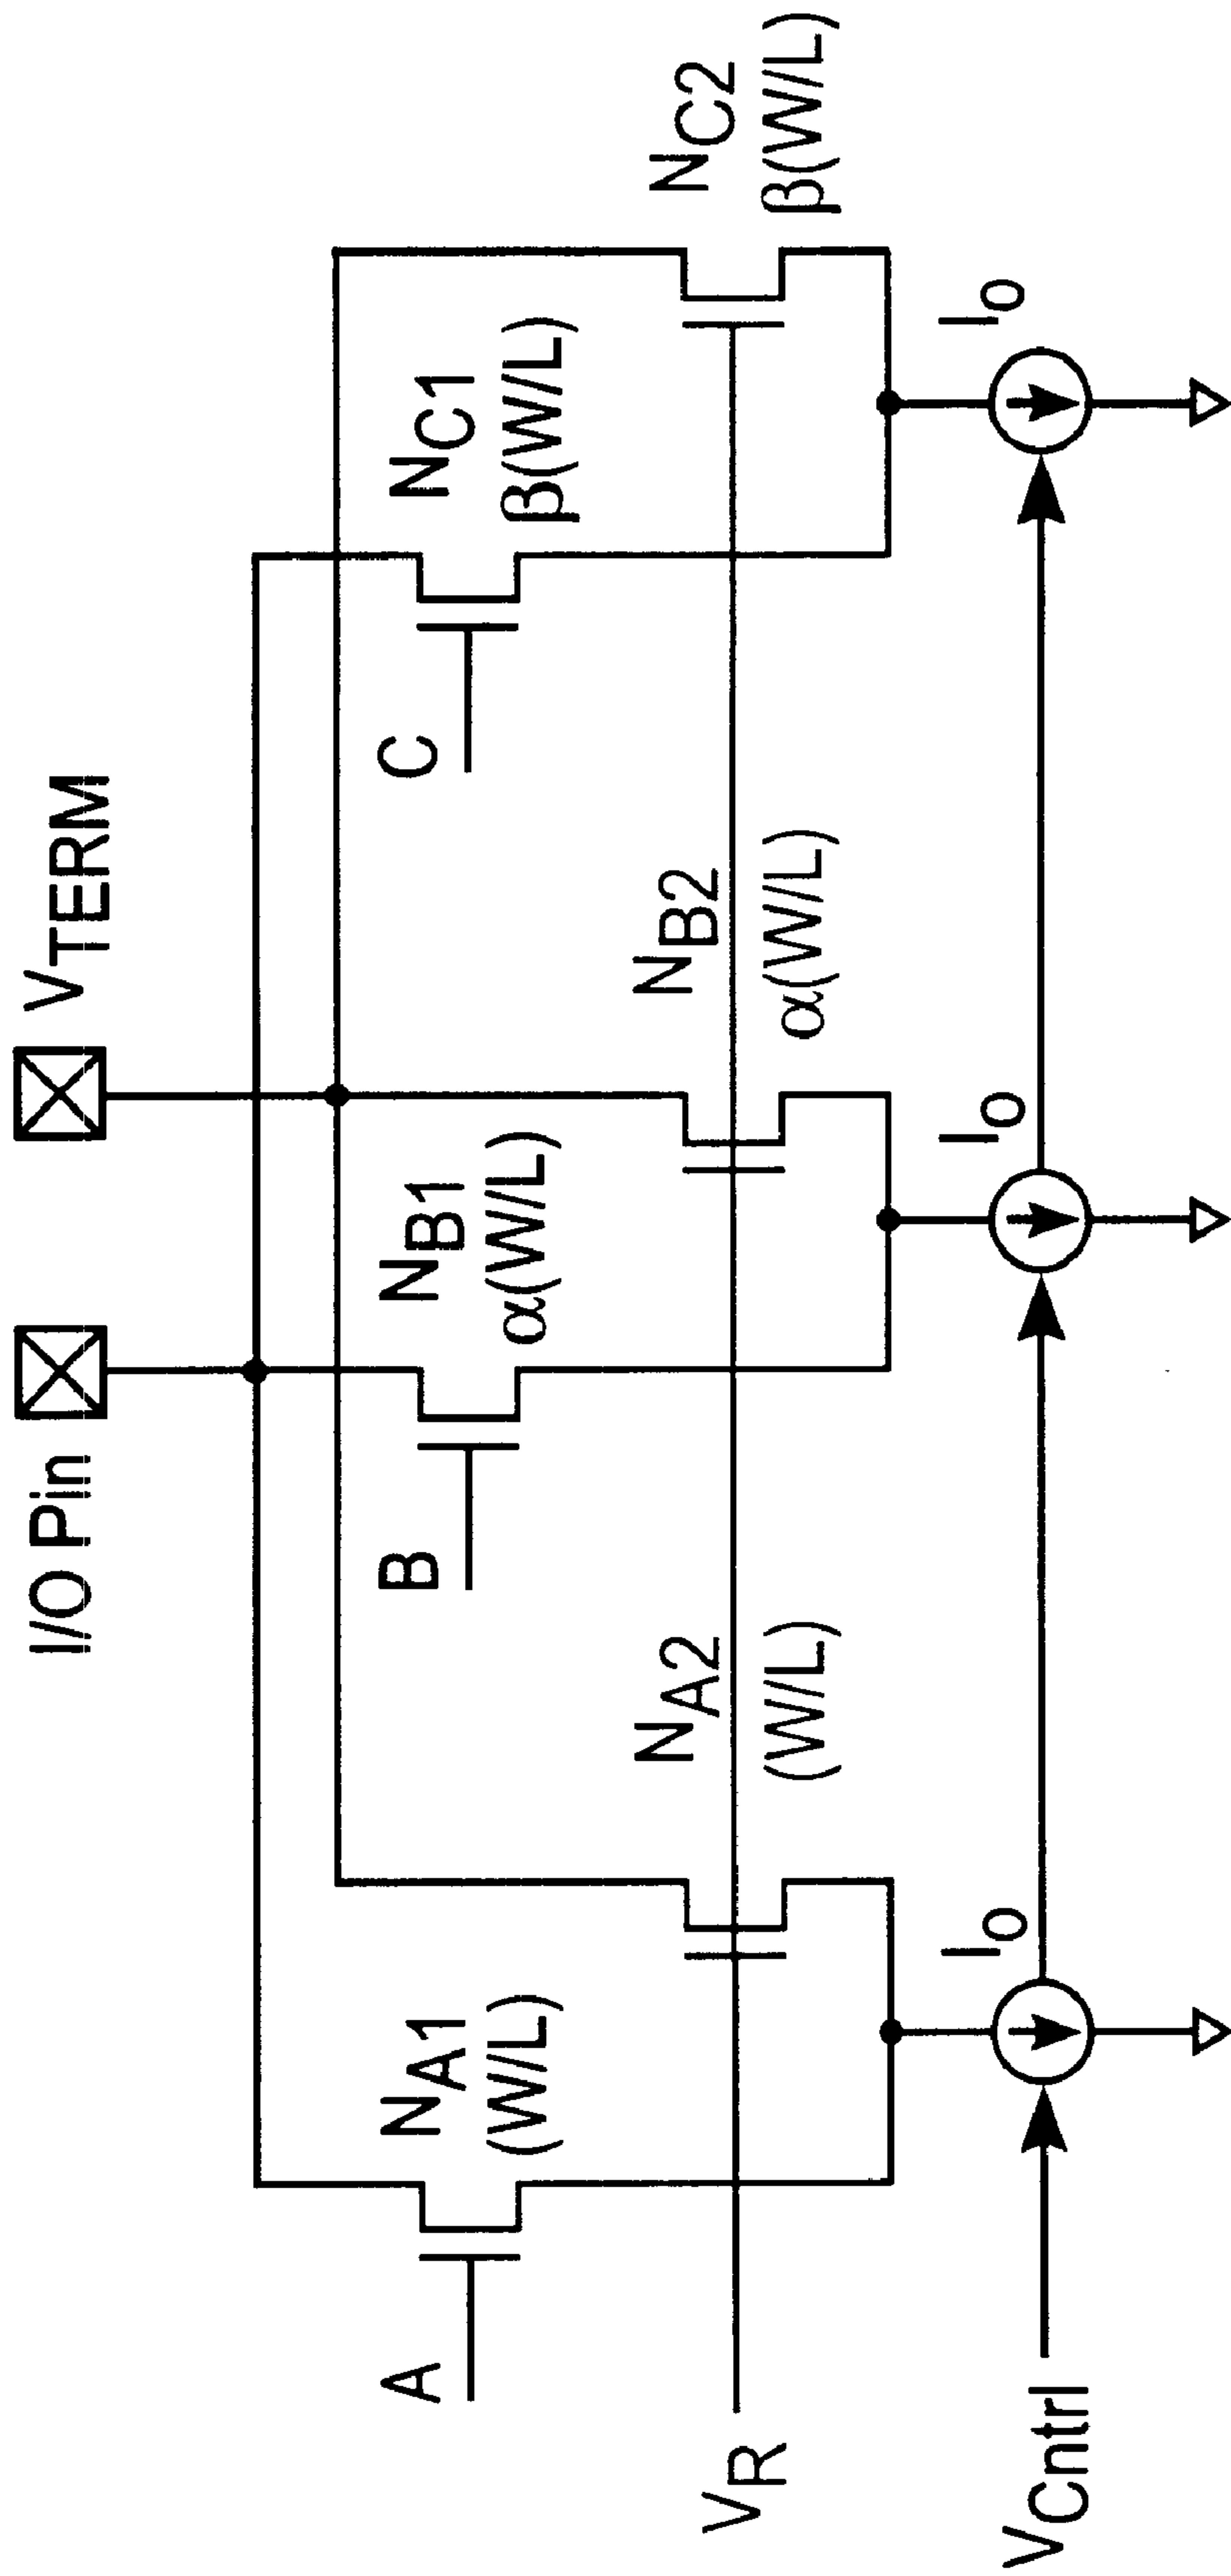 I/O Pin
V_TERM
A
N_A1
(W/L)
B
N_B1
α(W/L)
C
N_C1
β(W/L)
V_R
N_A2
(W/L)
N_B2
α(W/L)
N_C2
β(W/L)
V_Cntrl
I_O
I_O
I_O